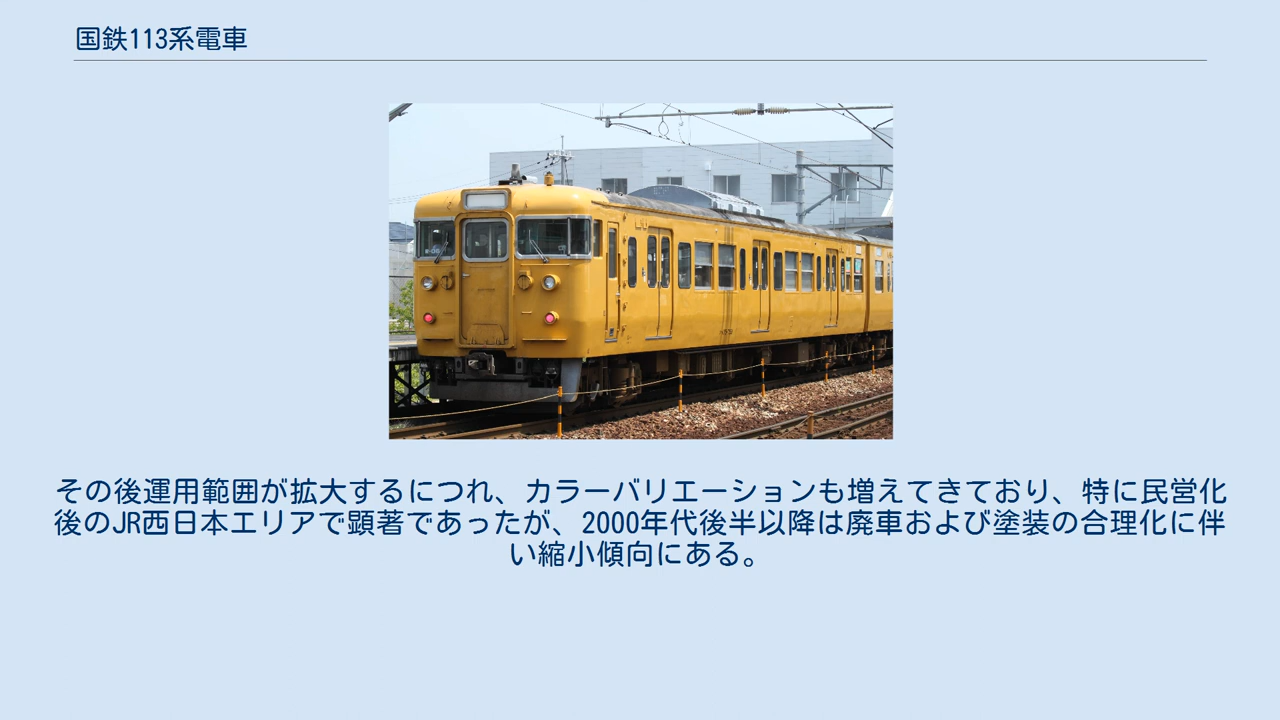 国鉄113系電車
その後運用範囲が拡大するにつれ、カラーバリエーションも増えてきており、特に民営化
後のJR西日本エリアで顕著であったが、2000年代後半以降は廃車および塗装の合理化に伴
い縮小傾向にある。